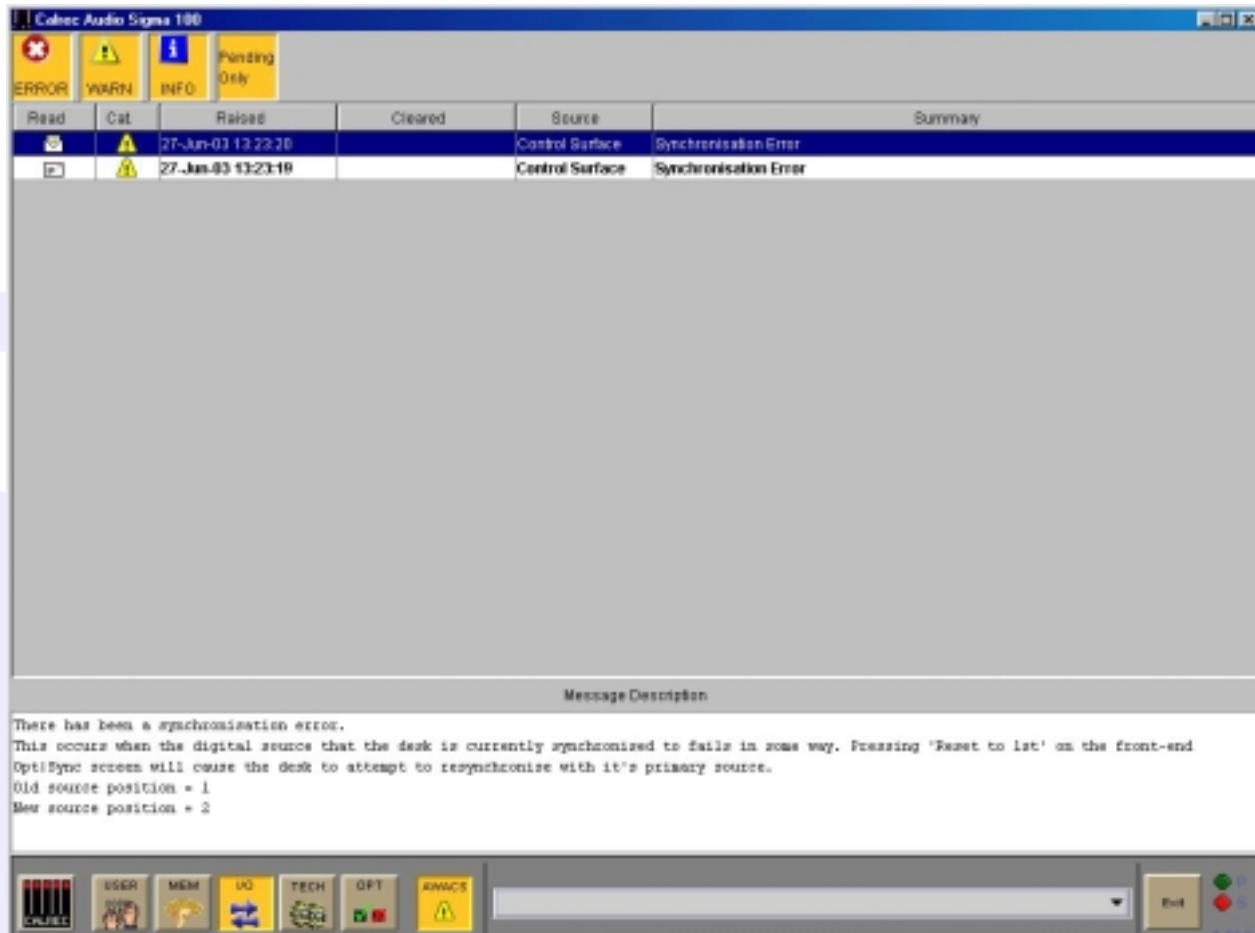 Calrec Audio Sigma 100
ERROR WARN INFO Pending Only
Read Cat Raised Cleared Source Summary
27-Jun-03 13:23:20 Control Surface Synchronisation Error
27-Jun-03 13:23:19 Control Surface Synchronisation Error
Message Description
There has been a synchronisation error.
This occurs when the digital source that the desk is currently synchronised to fails in some way. Pressing 'Reset to 1st' on the front-end
Opt|Sync screen will cause the desk to attempt to resynchronise with it's primary source.
Old source position = 1
New source position = 2
CALREC USER MEM I/O TECH OPT AWACS Exit P
S